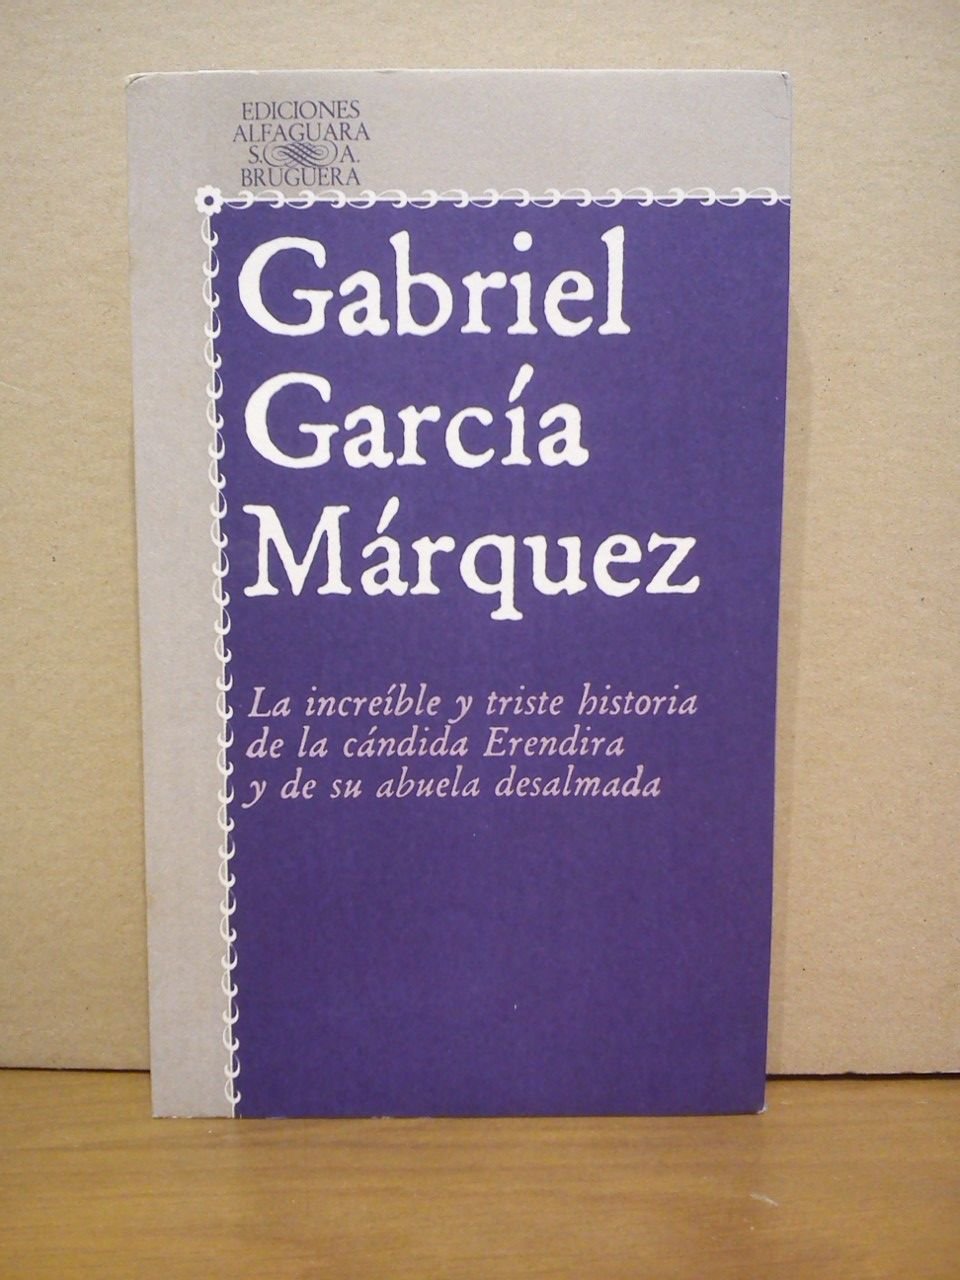 EDICIONES
ALFAGUARA
S. A.
BRUGUERA
Gabriel
García
Márquez
La increíble y triste historia
de la cándida Erendira
y de su abuela desalmada